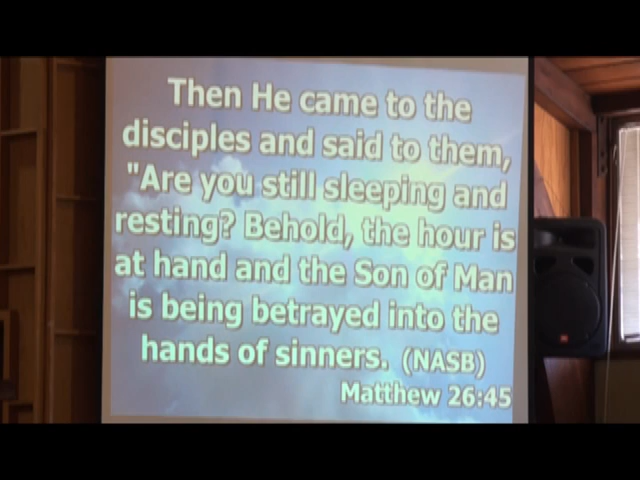 Then He came to the
disciples and said to them,
"Are you still sleeping and
resting? Behold, the hour is
at hand and the Son of Man
is being betrayed into the
hands of sinners. (NASB)
Matthew 26:45